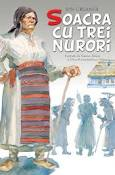 ION CREANGĂ
SOACRA
CU TREI
NURORI